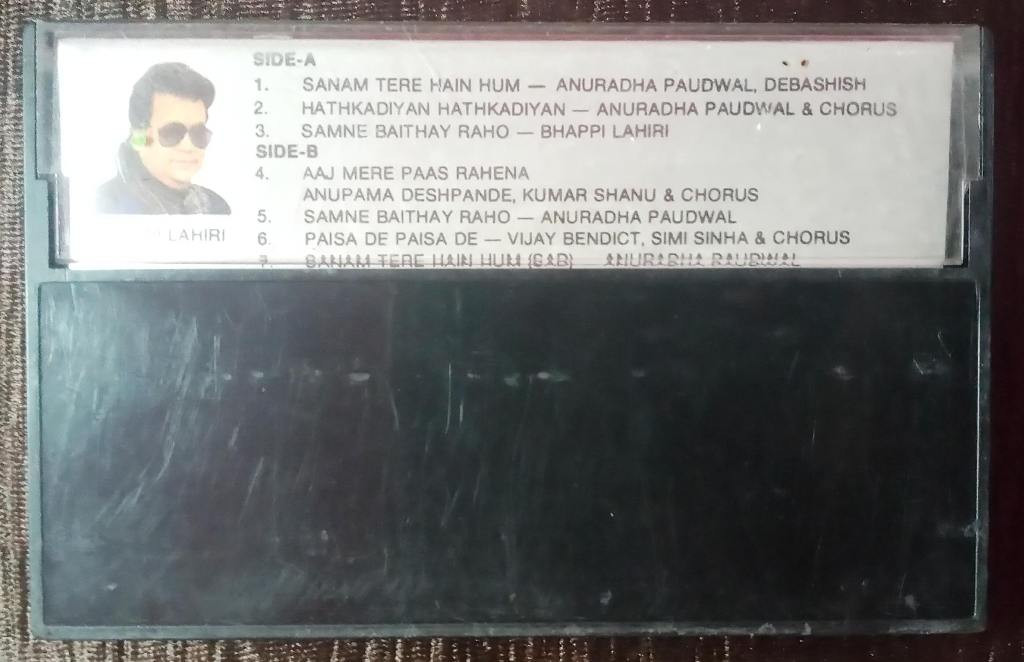 SIDE-A
1. SANAM TERE HAIN HUM — ANURADHA PAUDWAL, DEBASHISH
2. HATHKADIYAN HATHKADIYAN — ANURADHA PAUDWAL & CHORUS
3. SAMNE BAITHAY RAHO — BHAPPI LAHIRI
SIDE-B
4. AAJ MERE PAAS RAHENA
ANUPAMA DESHPANDE, KUMAR SHANU & CHORUS
5. SAMNE BAITHAY RAHO — ANURADHA PAUDWAL
LAHIRI
6. PAISA DE PAISA DE — VIJAY BENDICT, SIMI SINHA & CHORUS
7. SANAM TERE HAIN HUM (SAD) ANURADHA PAUDWAL